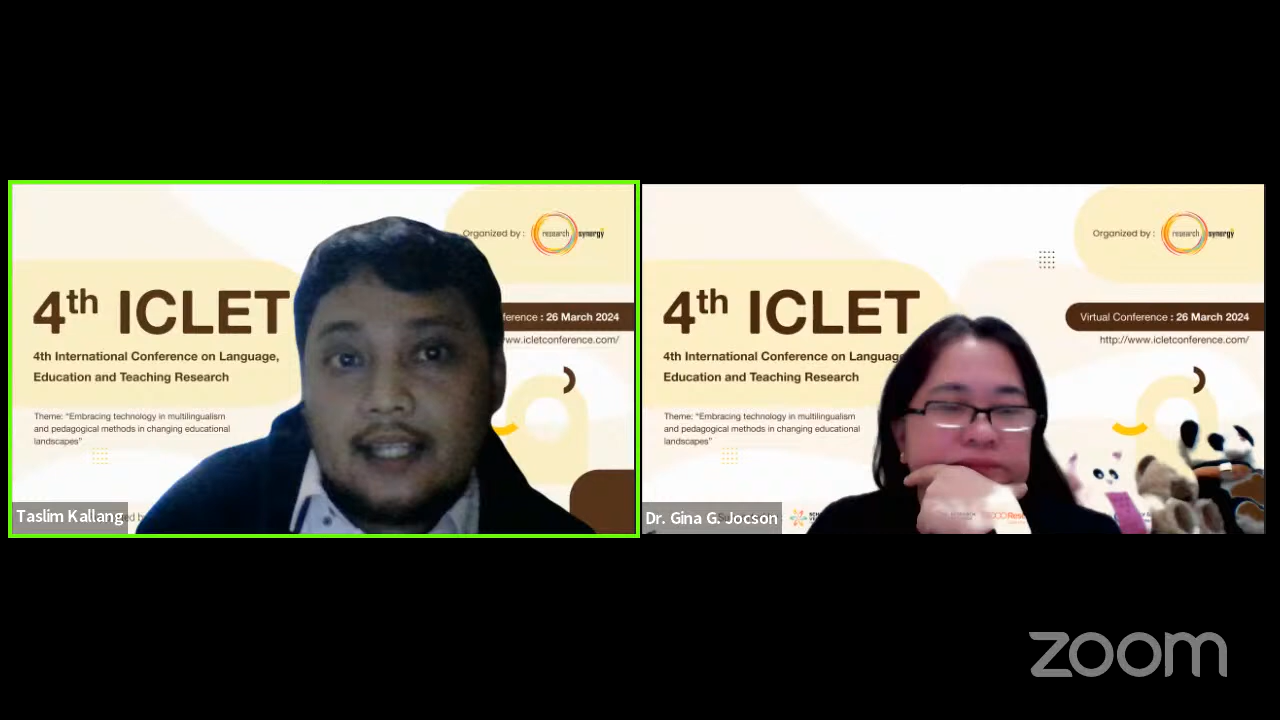 Organized by :
research synergy
4th ICLET
ference : 26 March 2024
www.icletconference.com/
4th International Conference on Language,
Education and Teaching Research
Theme: “Embracing technology in multilingualism
and pedagogical methods in changing educational
landscapes”
Taslim Kallang
Organized by :
research synergy
4th ICLET
Virtual Conference : 26 March 2024
http://www.icletconference.com/
4th International Conference on Language
Education and Teaching Research
Theme: “Embracing technology in multilingualism
and pedagogical methods in changing educational
landscapes”
Dr. Gina G. Jocson
zoom